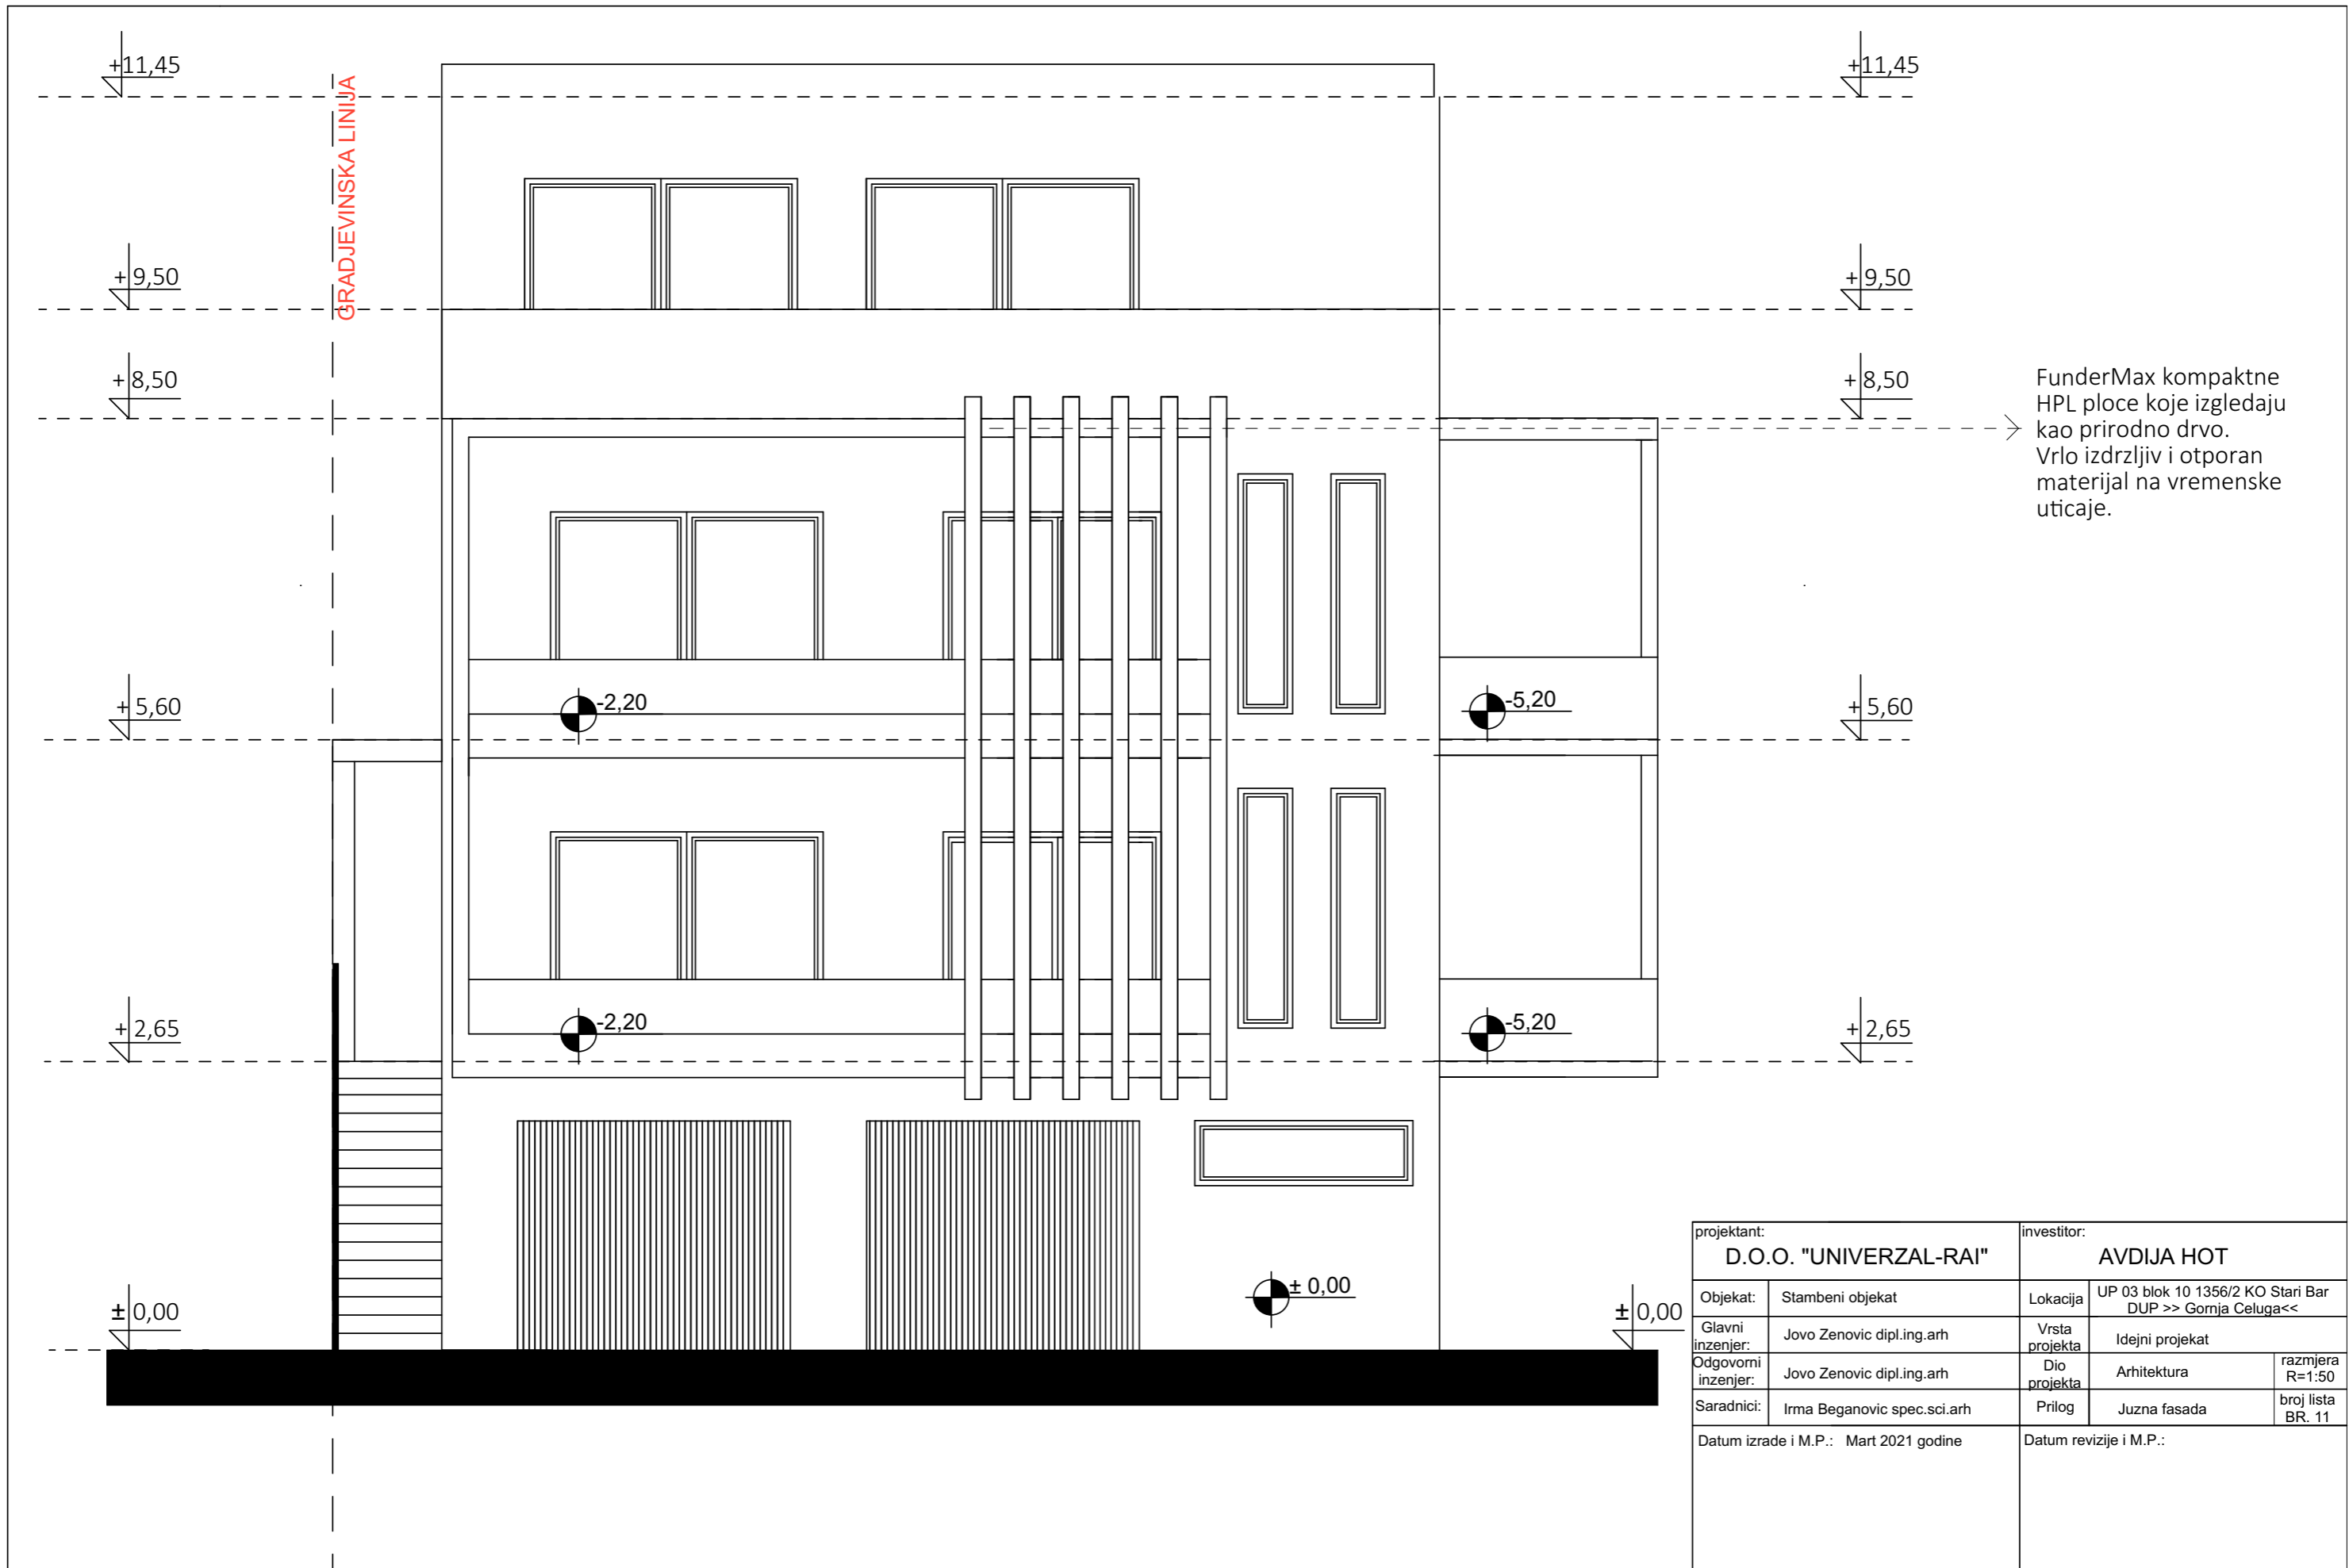 +11,45
+11,45
GRADJEVINSKA LINIJA
+9,50
+9,50
+8,50
+8,50
FunderMax kompaktne
HPL ploce koje izgledaju
kao prirodno drvo.
Vrlo izdrzljiv i otporan
materijal na vremenske
uticaje.
+5,60
-2,20
-5,20
+5,60
+2,65
-2,20
-5,20
+2,65
± 0,00
± 0,00
± 0,00
projektant:
D.O.O. "UNIVERZAL-RAI"
investitor:
AVDIJA HOT
Objekat:
Stambeni objekat
Lokacija
UP 03 blok 10 1356/2 KO Stari Bar
DUP >> Gornja Celuga<<
Glavni
inzenjer:
Jovo Zenovic dipl.ing.arh
Vrsta
projekta
Idejni projekat
Odgovorni
inzenjer:
Jovo Zenovic dipl.ing.arh
Dio
projekta
Arhitektura
razmjera
R=1:50
Saradnici:
Irma Beganovic spec.sci.arh
Prilog
Juzna fasada
broj lista
BR. 11
Datum izrade i M.P.: Mart 2021 godine
Datum revizije i M.P.: